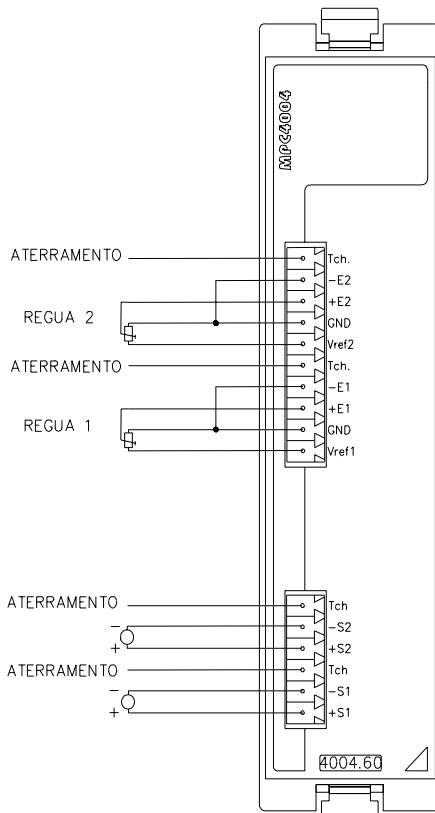 MPC4004
ATERRAMENTO
Tch.
-E2
+E2
REGUA 2
GND
Vref2
ATERRAMENTO
Tch.
-E1
+E1
REGUA 1
GND
Vref1
ATERRAMENTO
Tch
-
-S2
+
+S2
ATERRAMENTO
Tch
-
-S1
+
+S1
4004.60